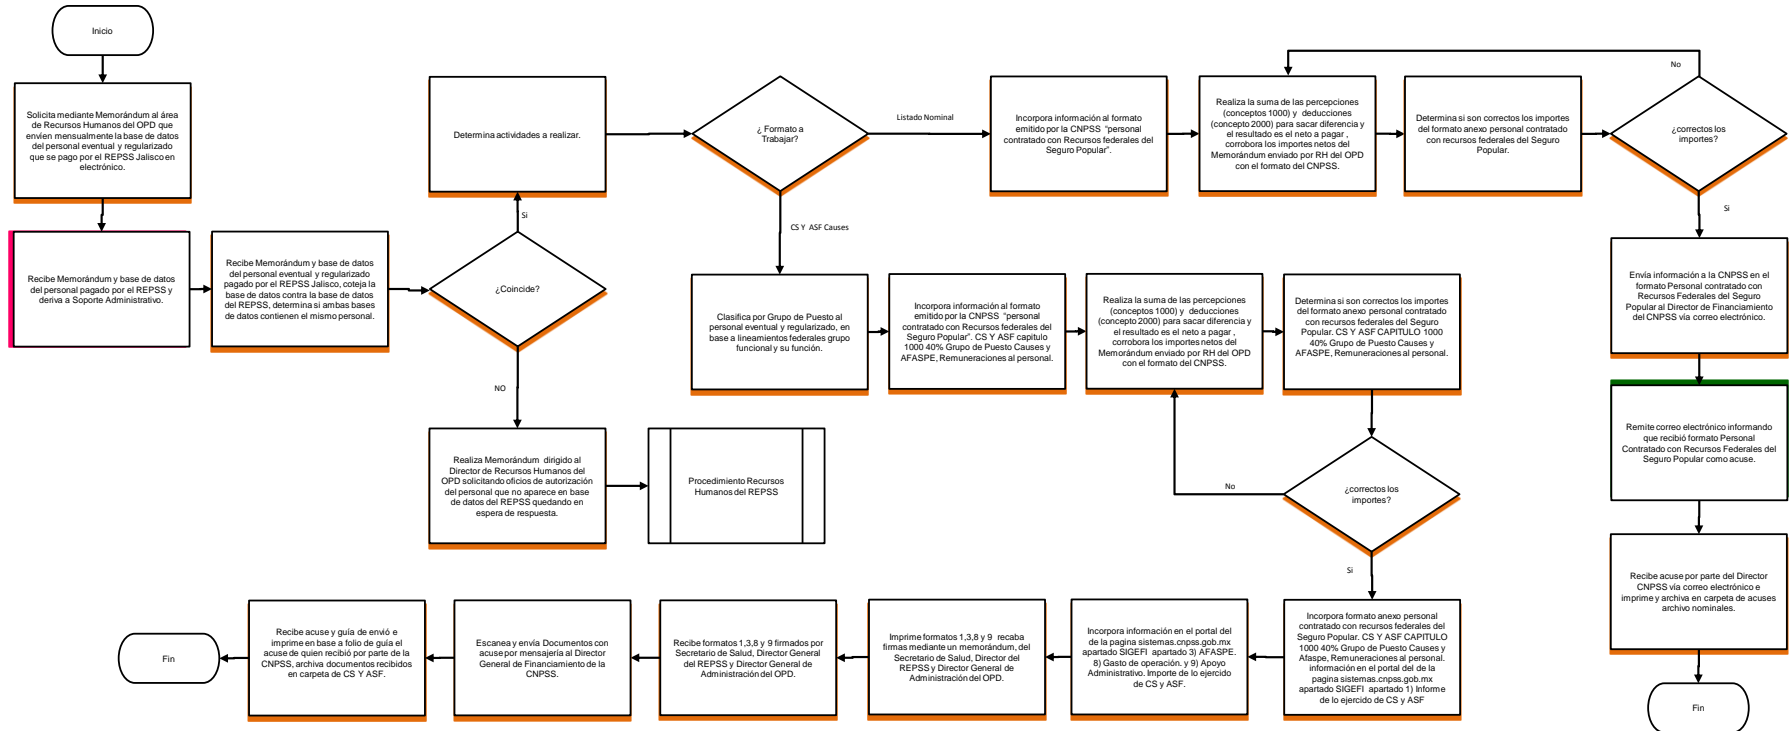 Inicio
Solicita mediante Memorándum al área
de Recursos Humanos del OPD que
envíen mensualmente la base de datos
del personal eventual y regularizado
que se pago por el REPSS Jalisco en
electrónico.
Recibe Memorándum y base de datos
del personal pagado por el REPSS y
deriva a Soporte Administrativo.
Recibe Memorándum y base de datos
del personal eventual y regularizado
pagado por el REPSS Jalisco, coteja la
base de datos contra la base de datos
del REPSS, determina si ambas bases
de datos contienen el mismo personal.
¿Coincide?
Si
NO
Determina actividades a realizar.
¿ Formato a
Trabajar?
Listado Nominal
CS Y ASF Causes
Incorpora información al formato
emitido por la CNPSS "personal
contratado con Recursos federales del
Seguro Popular".
Realiza la suma de las percepciones
(conceptos 1000) y deducciones
(concepto 2000) para sacar diferencia y
el resultado es el neto a pagar ,
corrobora los importes netos del
Memorándum enviado por RH del OPD
con el formato del CNPSS.
Determina si son correctos los importes
del formato anexo personal contratado
con recursos federales del Seguro
Popular.
¿correctos los
importes?
No
Si
Envía información a la CNPSS en el
formato Personal contratado con
Recursos Federales del Seguro
Popular al Director de Financiamiento
del CNPSS vía correo electrónico.
Remite correo electrónico informando
que recibió formato Personal
Contratado con Recursos Federales del
Seguro Popular como acuse.
Recibe acuse por parte del Director
CNPSS vía correo electrónico e
imprime y archiva en carpeta de acuses
archivo nominales.
Fin
Clasifica por Grupo de Puesto al
personal eventual y regularizado, en
base a lineamientos federales grupo
funcional y su función.
Incorpora información al formato
emitido por la CNPSS "personal
contratado con Recursos federales del
Seguro Popular". CS Y ASF capitulo
1000 40% Grupo de Puesto Causes y
AFASPE, Remuneraciones al personal.
Realiza la suma de las percepciones
(conceptos 1000) y deducciones
(concepto 2000) para sacar diferencia y
el resultado es el neto a pagar ,
corrobora los importes netos del
Memorándum enviado por RH del OPD
con el formato del CNPSS.
Determina si son correctos los importes
del formato anexo personal contratado
con recursos federales del Seguro
Popular. CS Y ASF CAPITULO 1000
40% Grupo de Puesto Causes y
AFASPE, Remuneraciones al personal.
¿correctos los
importes?
No
Si
Realiza Memorándum dirigido al
Director de Recursos Humanos del
OPD solicitando oficios de autorización
del personal que no aparece en base
de datos del REPSS quedando en
espera de respuesta.
Procedimiento Recursos
Humanos del REPSS
Incorpora formato anexo personal
contratado con recursos federales del
Seguro Popular. CS Y ASF CAPITULO
1000 40% Grupo de Puesto Causes y
Afaspe, Remuneraciones al personal.
información en el portal del de la
pagina sistemas.cnpss.gob.mx
apartado SIGEFI apartado 1) Informe
de lo ejercido de CS y ASF
Incorpora información en el portal del
de la pagina sistemas.cnpss.gob.mx
apartado SIGEFI apartado 3) AFASPE.
8) Gasto de operación. y 9) Apoyo
Administrativo. Importe de lo ejercido
de CS y ASF.
Imprime formatos 1,3,8 y 9 recaba
firmas mediante un memorándum, del
Secretario de Salud, Director del
REPSS y Director General de
Administración del OPD.
Recibe formatos 1,3,8 y 9 firmados por
Secretario de Salud, Director General
del REPSS y Director General de
Administración del OPD.
Escanea y envía Documentos con
acuse por mensajería al Director
General de Financiamiento de la
CNPSS.
Recibe acuse y guía de envió e
imprime en base a folio de guía el
acuse de quien recibió por parte de la
CNPSS, archiva documentos recibidos
en carpeta de CS Y ASF.
Fin